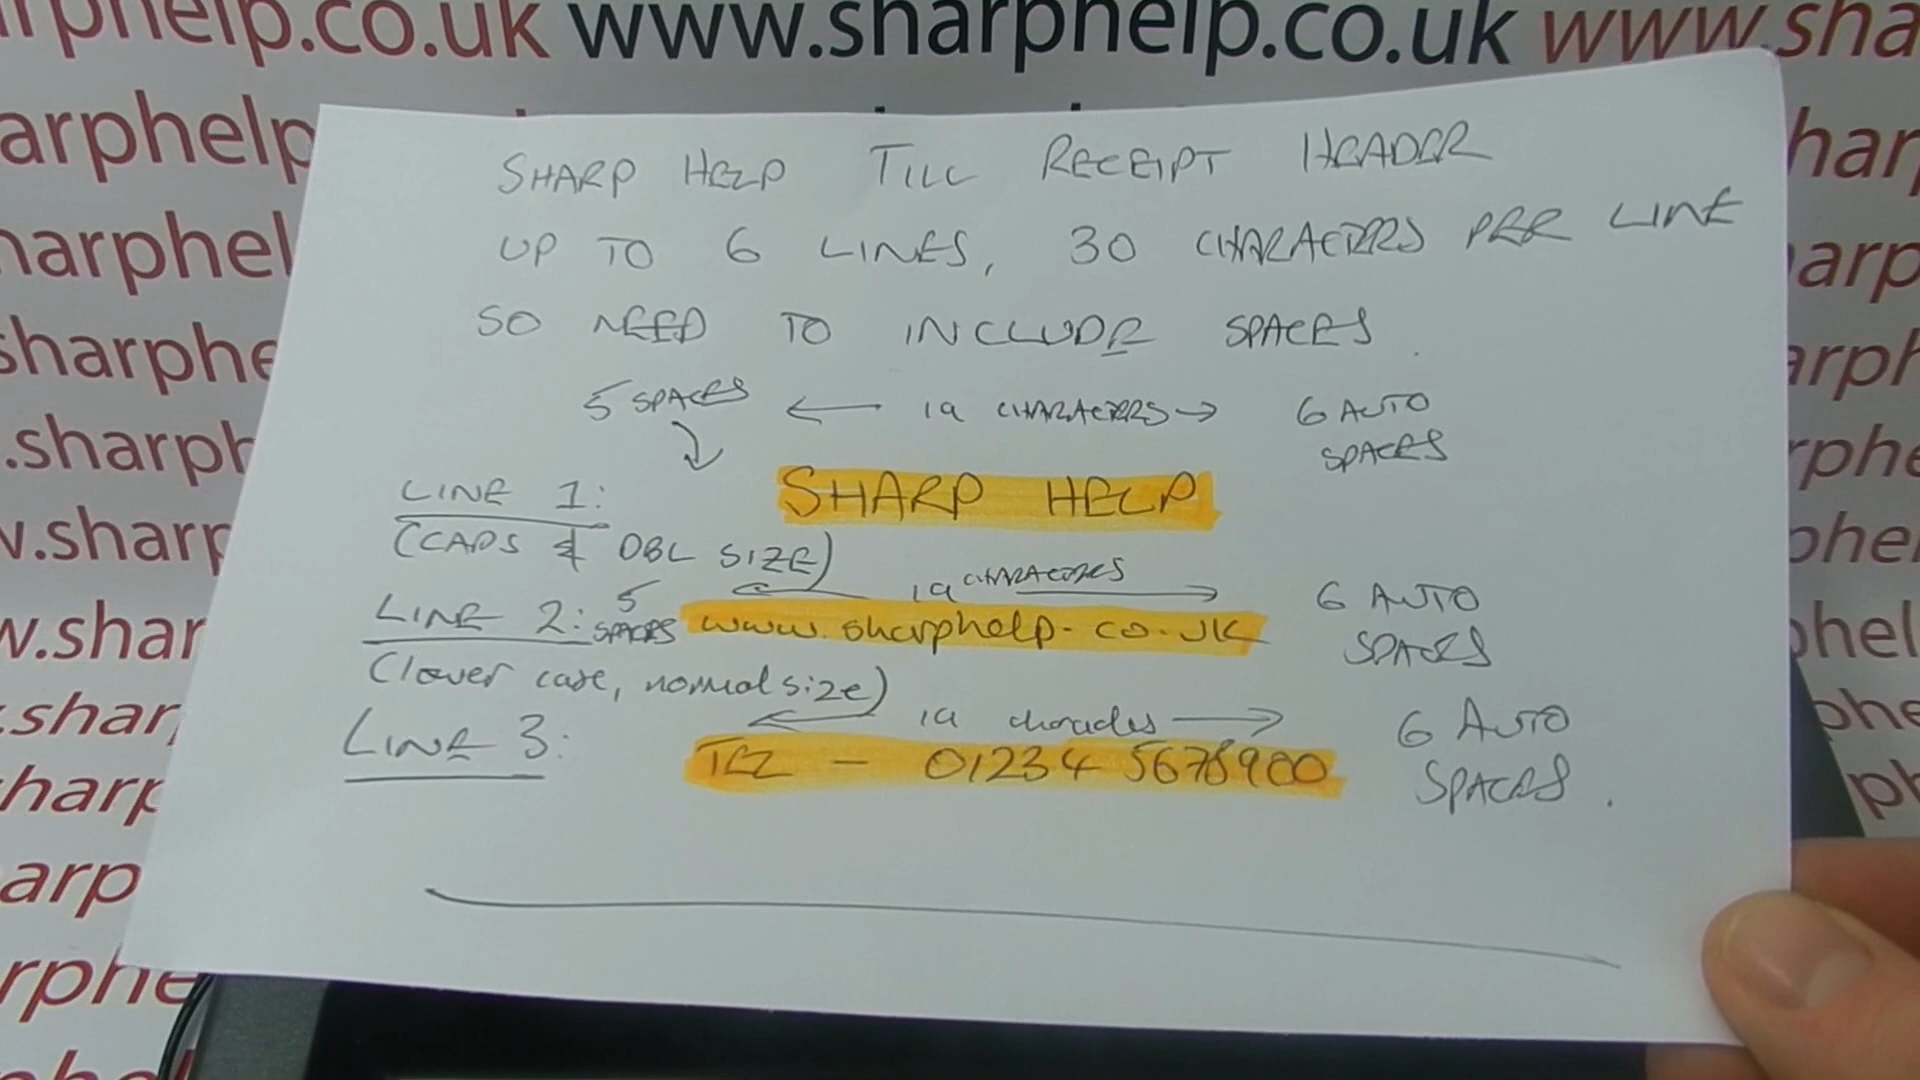 rphelp.co.uk www.sharphelp.co.uk www.sha
arphelp
SHARP HELP TILL RECEIPT HEADER
UP TO 6 LINES, 30 CHARACTERS PER LINE
SO NEED TO INCLUDE SPACES.
5 SPACES ← 19 CHARACTERS → 6 AUTO SPACES
LINE 1: SHARP HELP
(CAPS & DBL SIZE)
19 CHARACTERS
LINE 2: 5 SPACES www.sharphelp.co.uk 6 AUTO SPACES
(lower case, normal size)
19 characters
LINE 3: TEL - 01234 5678900 6 AUTO SPACES.